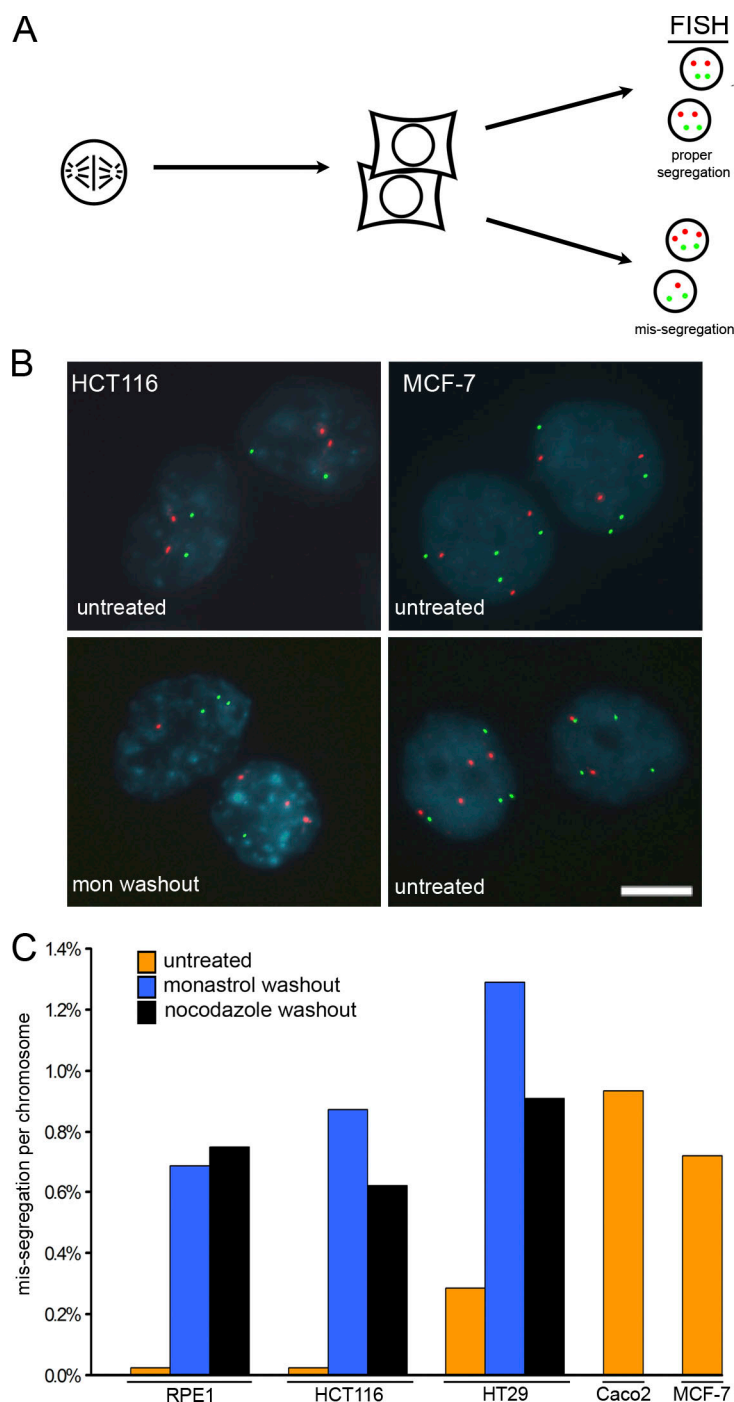 A
FISH
proper
segregation
mis-segregation
B
HCT116
MCF-7
untreated
untreated
mon washout
untreated
C
1.4%
1.2%
1.0%
0.8%
0.6%
0.4%
0.2%
0.0%
mis-segregation per chromosome
untreated
monastrol washout
nocodazole washout
RPE1
HCT116
HT29
Caco2
MCF-7